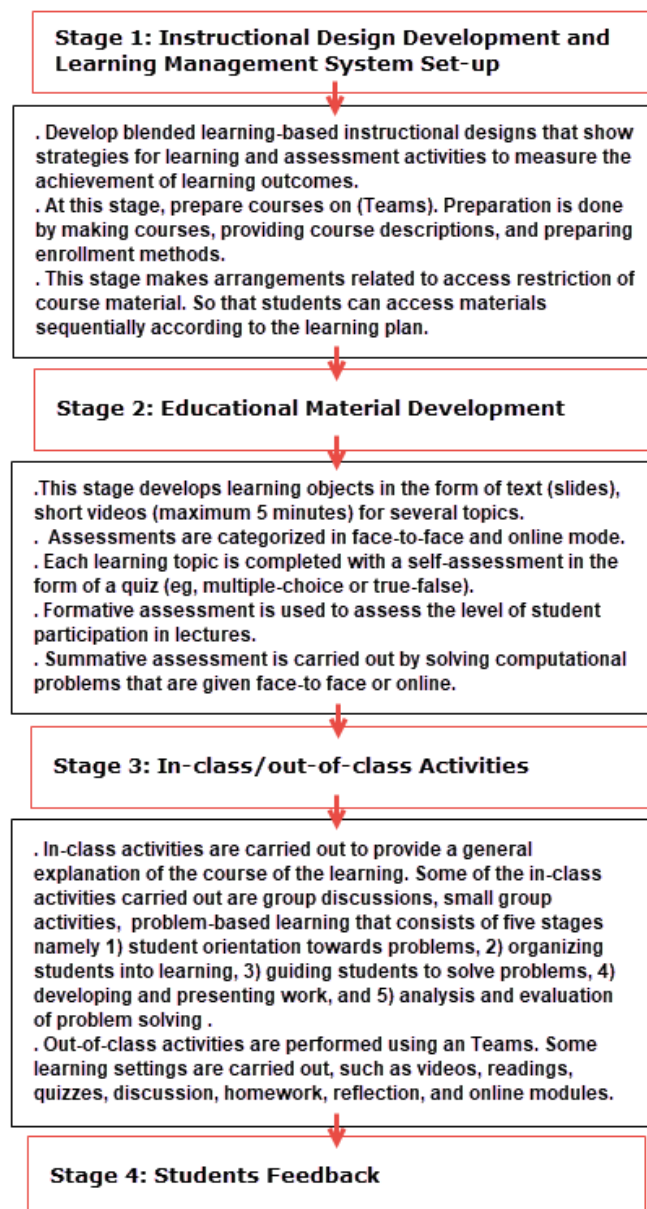 Stage 1: Instructional Design Development and
Learning Management System Set-up
. Develop blended learning-based instructional designs that show
strategies for learning and assessment activities to measure the
achievement of learning outcomes.
. At this stage, prepare courses on (Teams). Preparation is done
by making courses, providing course descriptions, and preparing
enrollment methods.
. This stage makes arrangements related to access restriction of
course material. So that students can access materials
sequentially according to the learning plan.
Stage 2: Educational Material Development
.This stage develops learning objects in the form of text (slides),
short videos (maximum 5 minutes) for several topics.
. Assessments are categorized in face-to-face and online mode.
. Each learning topic is completed with a self-assessment in the
form of a quiz (eg, multiple-choice or true-false).
. Formative assessment is used to assess the level of student
participation in lectures.
. Summative assessment is carried out by solving computational
problems that are given face-to face or online.
Stage 3: In-class/out-of-class Activities
. In-class activities are carried out to provide a general
explanation of the course of the learning. Some of the in-class
activities carried out are group discussions, small group
activities, problem-based learning that consists of five stages
namely 1) student orientation towards problems, 2) organizing
students into learning, 3) guiding students to solve problems, 4)
developing and presenting work, and 5) analysis and evaluation
of problem solving .
. Out-of-class activities are performed using an Teams. Some
learning settings are carried out, such as videos, readings,
quizzes, discussion, homework, reflection, and online modules.
Stage 4: Students Feedback